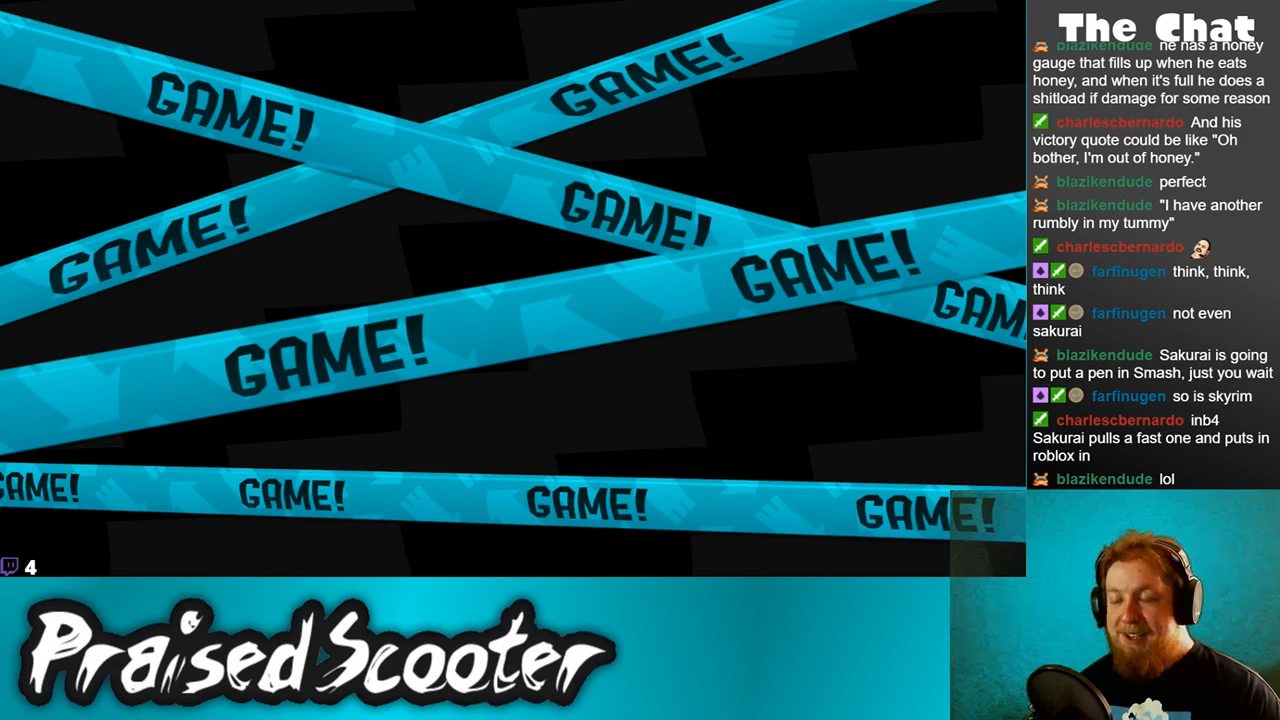 GAME!
GAME!
GAME!
GAME!
GAME!
GAME!
GAM
GAME!
GAME!
GAME!
GAME!
4
PraisedScooter
The Chat
blazikendude he has a honey
gauge that fills up when he eats
honey, and when it's full he does a
shitload if damage for some reason
charlescbernardo And his
victory quote could be like "Oh
bother, I'm out of honey."
blazikendude perfect
blazikendude "I have another
rumbly in my tummy"
charlescbernardo
farfinugen think, think,
think
farfinugen not even
sakurai
blazikendude Sakurai is going
to put a pen in Smash, just you wait
farfinugen so is skyrim
charlescbernardo inb4
Sakurai pulls a fast one and puts in
roblox in
blazikendude lol